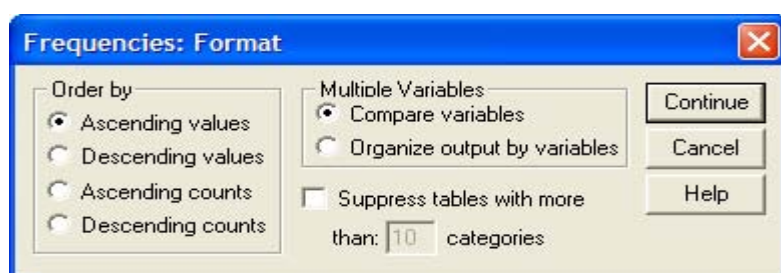 Frequencies: Format
Order by
Ascending values
Descending values
Ascending counts
Descending counts
Multiple Variables
Compare variables
Organize output by variables
Suppress tables with more
than: 10 categories
Continue
Cancel
Help